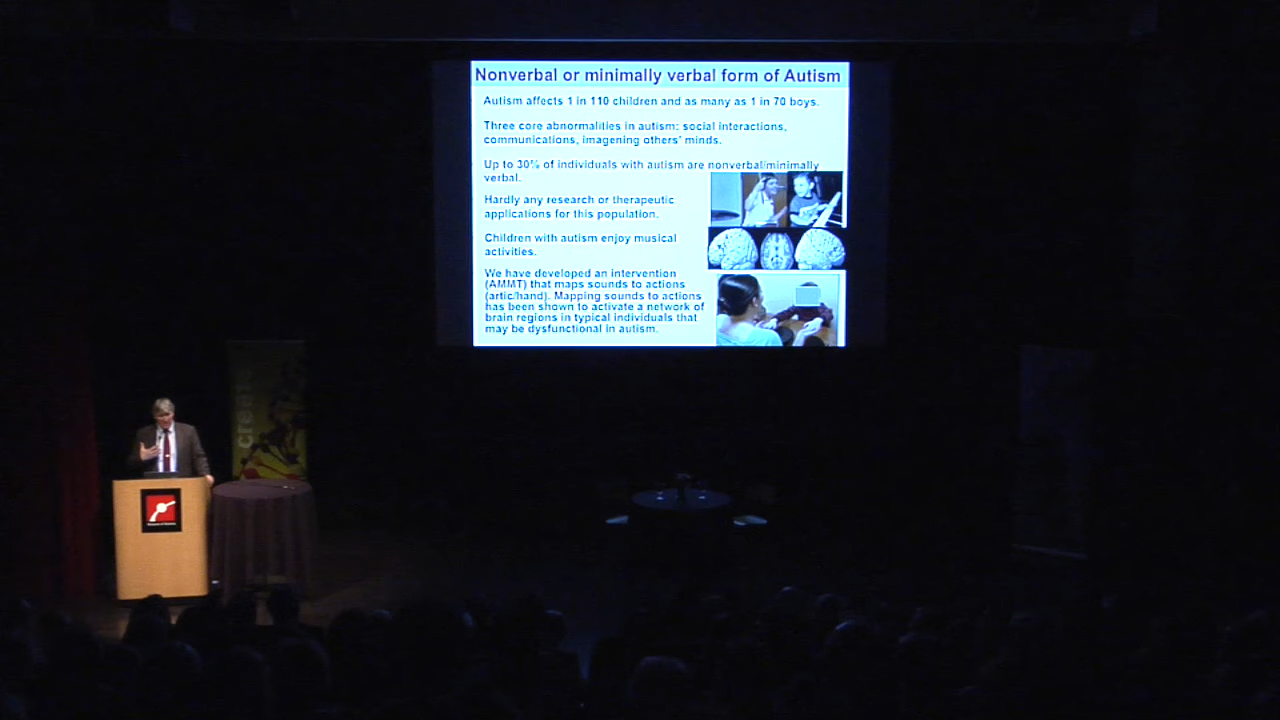 Nonverbal or minimally verbal form of Autism
Autism affects 1 in 110 children and as many as 1 in 70 boys.
Three core abnormalities in autism: social interactions,
communications, imagening others' minds.
Up to 30% of individuals with autism are nonverbal/minimally
verbal.
Hardly any research or therapeutic
applications for this population.
Children with autism enjoy musical
activities.
We have developed an intervention
(AMMT) that maps sounds to actions
(artic/hand). Mapping sounds to actions
has been shown to activate a network of
brain regions in typical individuals that
may be dysfunctional in autism.
creat
Museum of Science